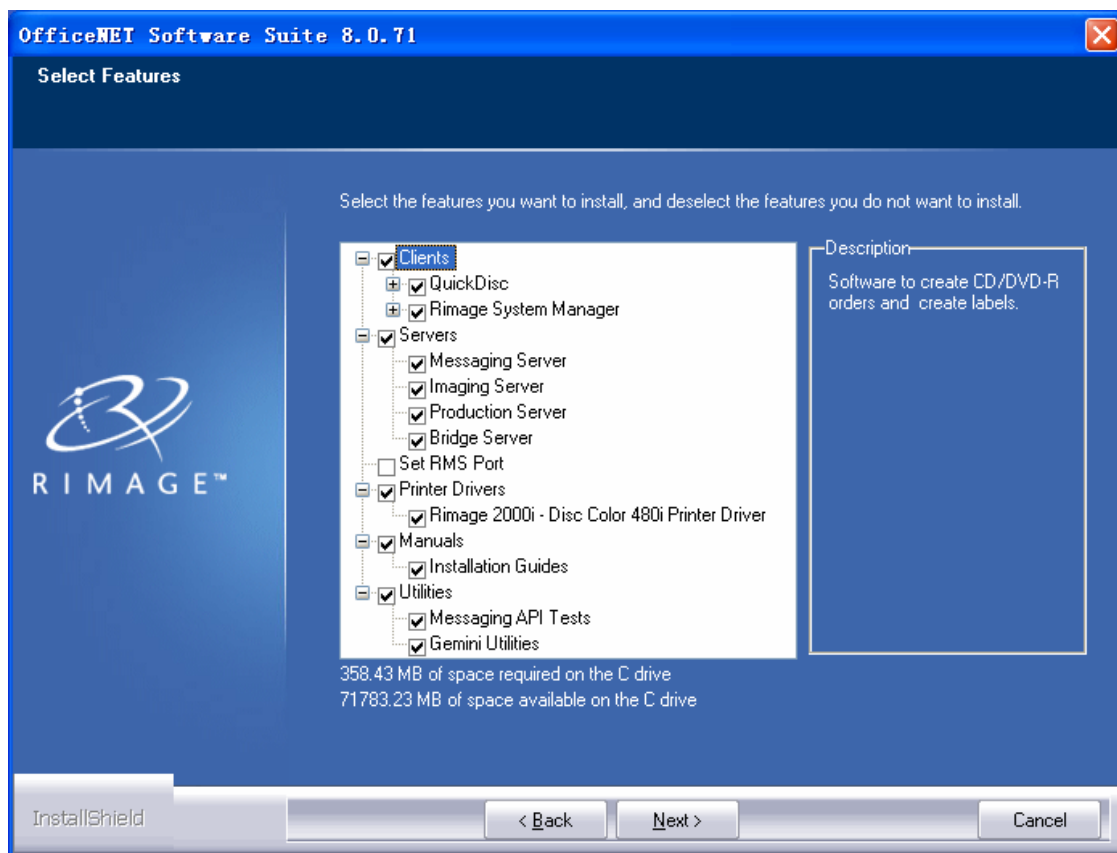 OfficeNET Software Suite 8.0.71
Select Features
Select the features you want to install, and deselect the features you do not want to install.
Clients
QuickDisc
Rimage System Manager
Servers
Messaging Server
Imaging Server
Production Server
Bridge Server
Set RMS Port
Printer Drivers
Rimage 2000i - Disc Color 480i Printer Driver
Manuals
Installation Guides
Utilities
Messaging API Tests
Gemini Utilities
Description
Software to create CD/DVD-R
orders and create labels.
RIMAGE™
358.43 MB of space required on the C drive
71783.23 MB of space available on the C drive
InstallShield
< Back
Next >
Cancel